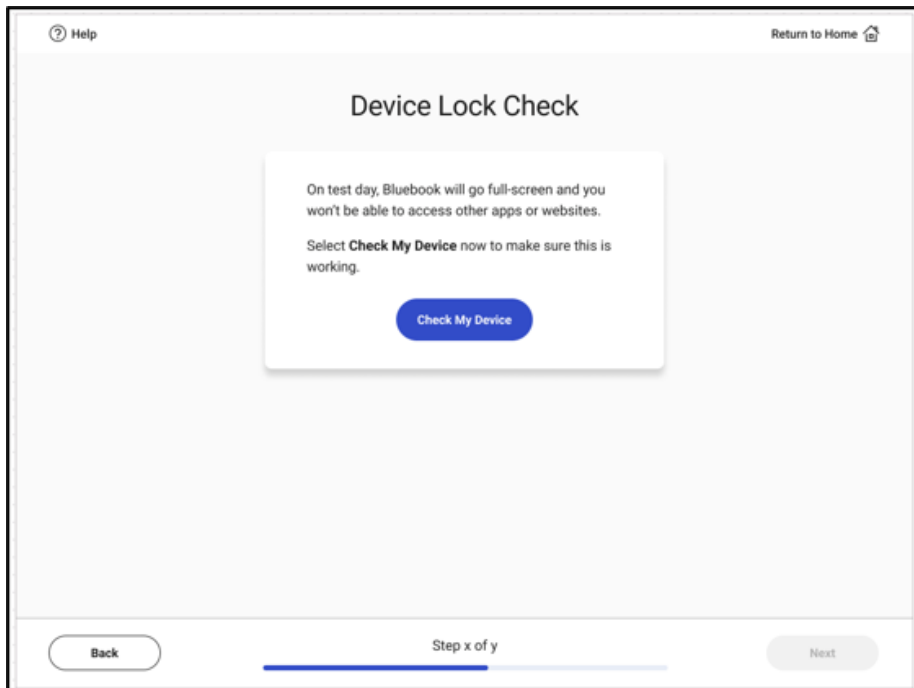 Help
Return to Home
Device Lock Check
On test day, Bluebook will go full-screen and you
won't be able to access other apps or websites.
Select Check My Device now to make sure this is
working.
Check My Device
Back
Step x of y
Next